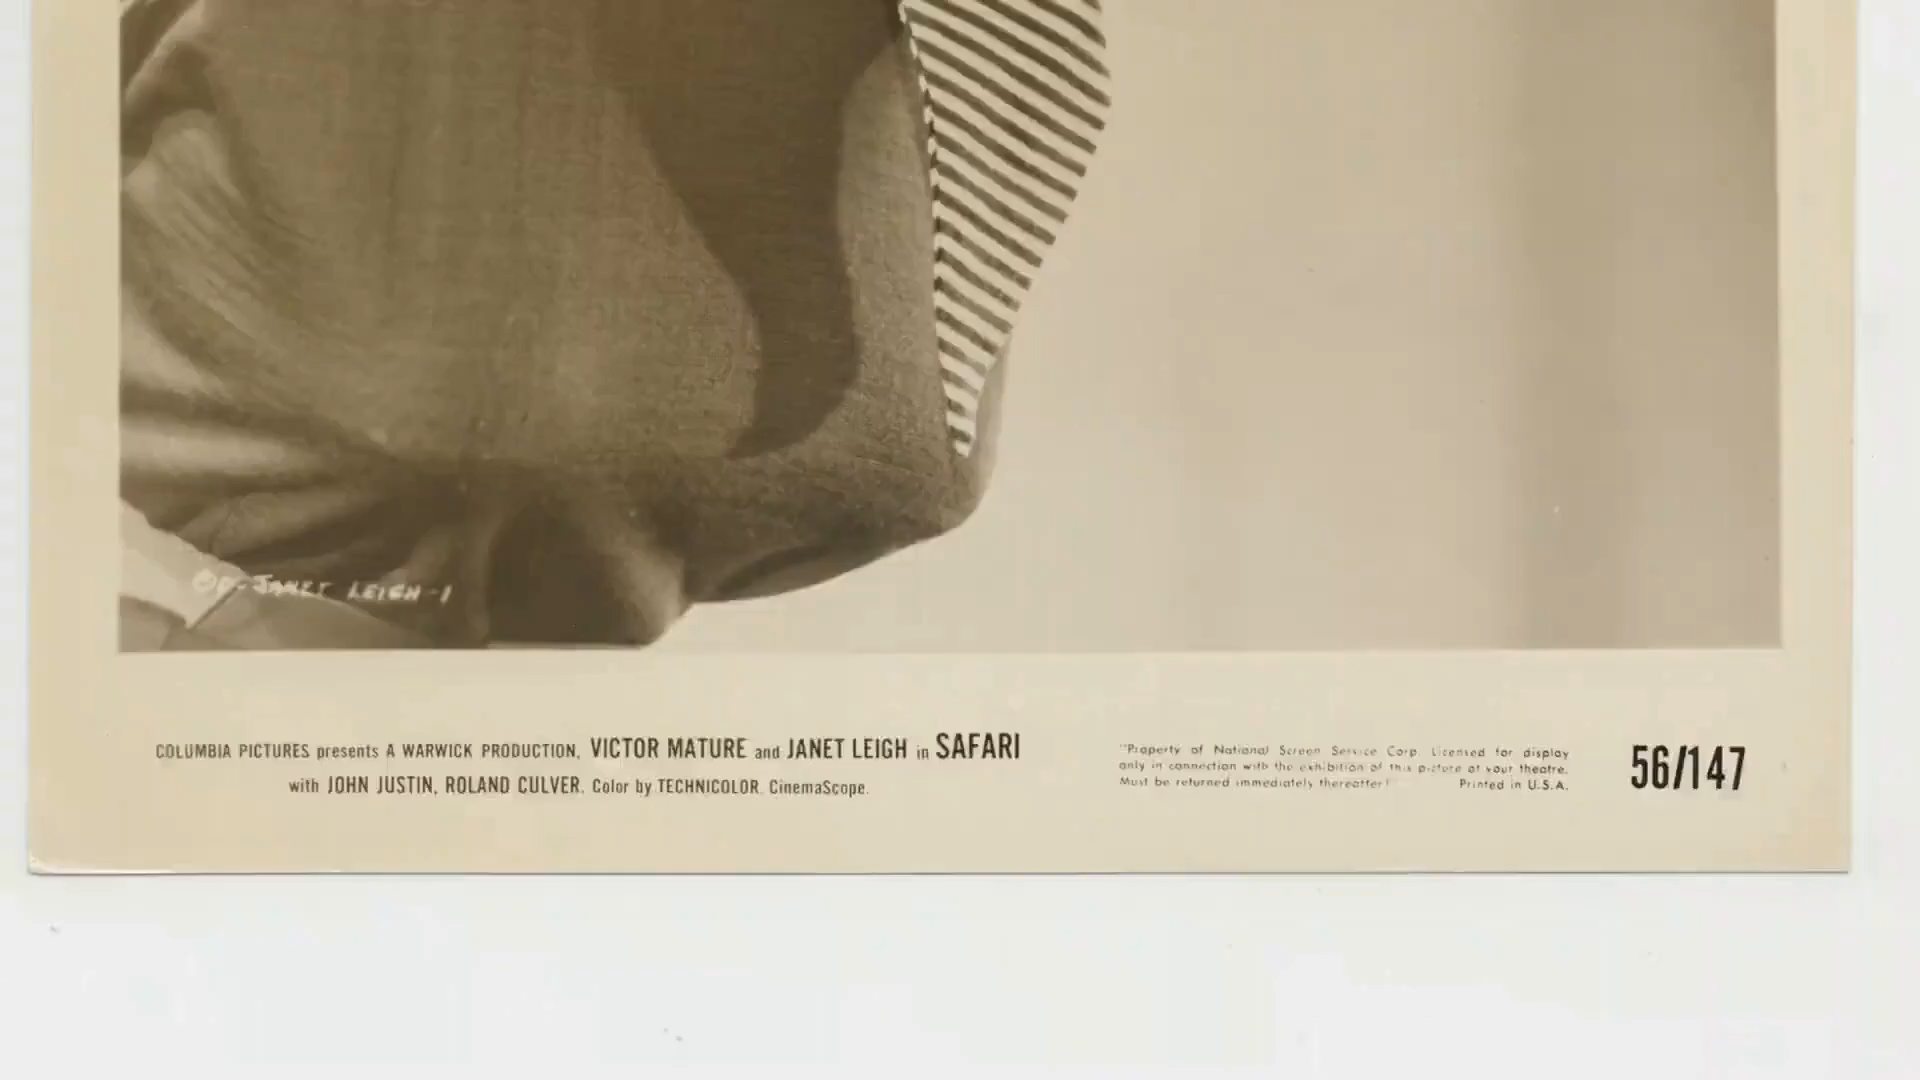 JANET LEIGH-1
COLUMBIA PICTURES presents A WARWICK PRODUCTION, VICTOR MATURE and JANET LEIGH in SAFARI
with JOHN JUSTIN, ROLAND CULVER. Color by TECHNICOLOR. CinemaScope.
"Property of National Screen Service Corp. Licensed for display
only in connection with the exhibition of this picture at your theatre.
Must be returned immediately thereafter." Printed in U.S.A.
56/147